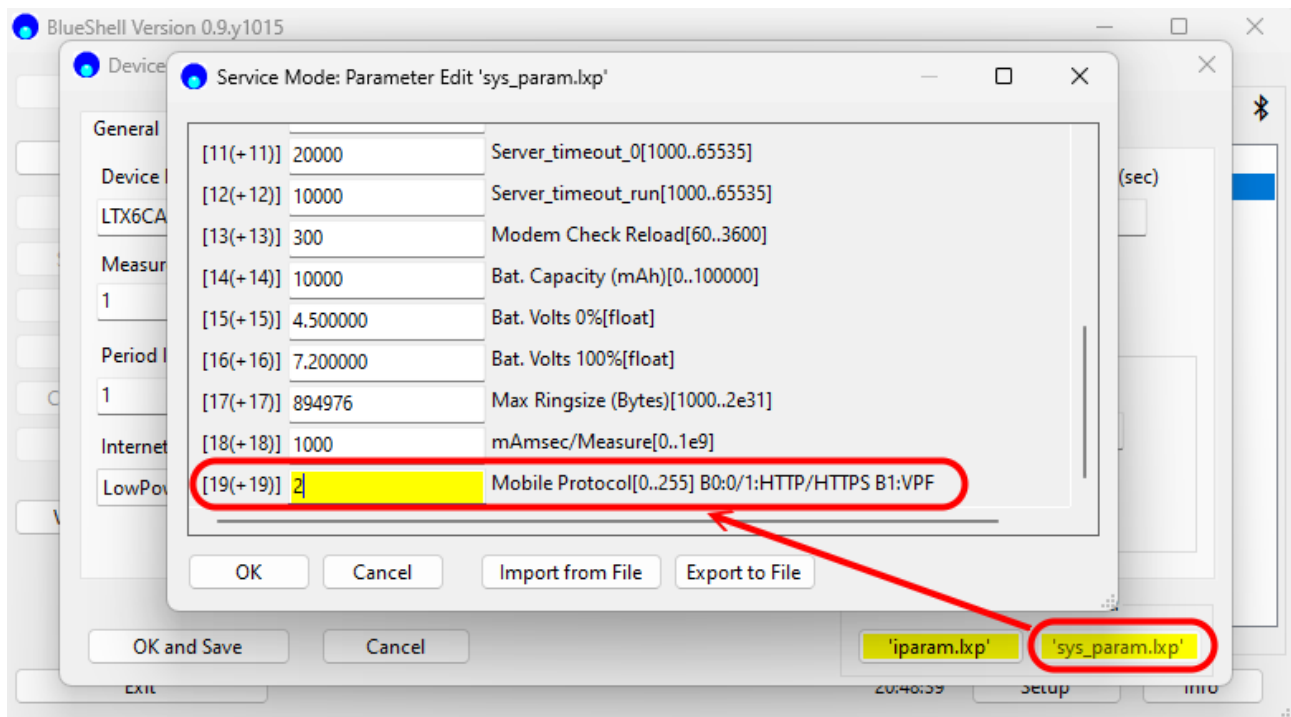 BlueShell Version 0.9.y1015
Device
Service Mode: Parameter Edit 'sys_param.lxp'
General
[11(+11)] 20000 Server_timeout_0[1000..65535]
Device
(sec)
[12(+12)] 10000 Server_timeout_run[1000..65535]
LTX6CA
[13(+13)] 300 Modem Check Reload[60..3600]
Measur
[14(+14)] 10000 Bat. Capacity (mAh)[0..100000]
1
[15(+15)] 4.500000 Bat. Volts 0%[float]
Period
[16(+16)] 7.200000 Bat. Volts 100%[float]
1
[17(+17)] 894976 Max Ringsize (Bytes)[1000..2e31]
Internet
[18(+18)] 1000 mAmsec/Measure[0..1e9]
LowPow
[19(+19)] 2 Mobile Protocol[0..255] B0:0/1:HTTP/HTTPS B1:VPF
OK Cancel Import from File Export to File
OK and Save Cancel 'iparam.lxp' 'sys_param.lxp'
Exit 20:48:39 Setup Info